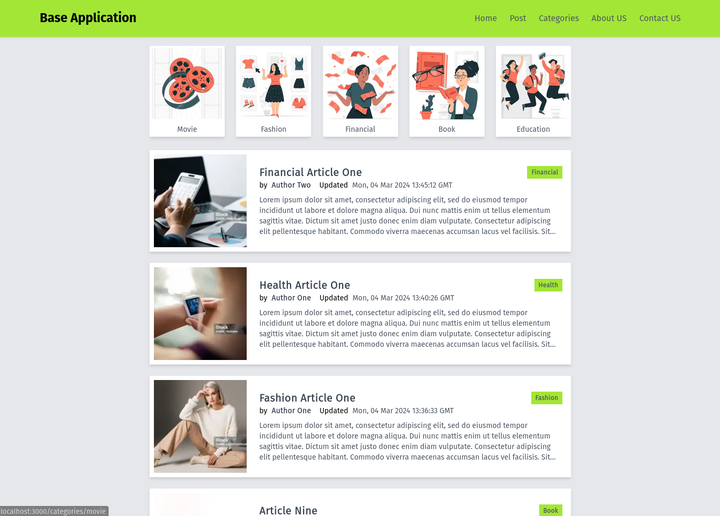 Base Application
Home Post Categories About US Contact US
Movie Fashion Financial Book Education
Financial Article One Financial
by Author Two Updated Mon, 04 Mar 2024 13:45:12 GMT
Lorem ipsum dolor sit amet, consectetur adipiscing elit, sed do eiusmod tempor
incididunt ut labore et dolore magna aliqua. Dui nunc mattis enim ut tellus elementum
sagittis vitae. Dictum sit amet justo donec enim diam vulputate. Consectetur adipiscing
elit pellentesque habitant. Commodo viverra maecenas accumsan lacus vel facilisis. Sit...
iStock
Health Article One Health
by Author One Updated Mon, 04 Mar 2024 13:40:26 GMT
Lorem ipsum dolor sit amet, consectetur adipiscing elit, sed do eiusmod tempor
incididunt ut labore et dolore magna aliqua. Dui nunc mattis enim ut tellus elementum
sagittis vitae. Dictum sit amet justo donec enim diam vulputate. Consectetur adipiscing
elit pellentesque habitant. Commodo viverra maecenas accumsan lacus vel facilisis. Sit...
iStock
Fashion Article One Fashion
by Author One Updated Mon, 04 Mar 2024 13:36:33 GMT
Lorem ipsum dolor sit amet, consectetur adipiscing elit, sed do eiusmod tempor
incididunt ut labore et dolore magna aliqua. Dui nunc mattis enim ut tellus elementum
sagittis vitae. Dictum sit amet justo donec enim diam vulputate. Consectetur adipiscing
elit pellentesque habitant. Commodo viverra maecenas accumsan lacus vel facilisis. Sit...
iStock
Article Nine Book
localhost:3000/categories/movie